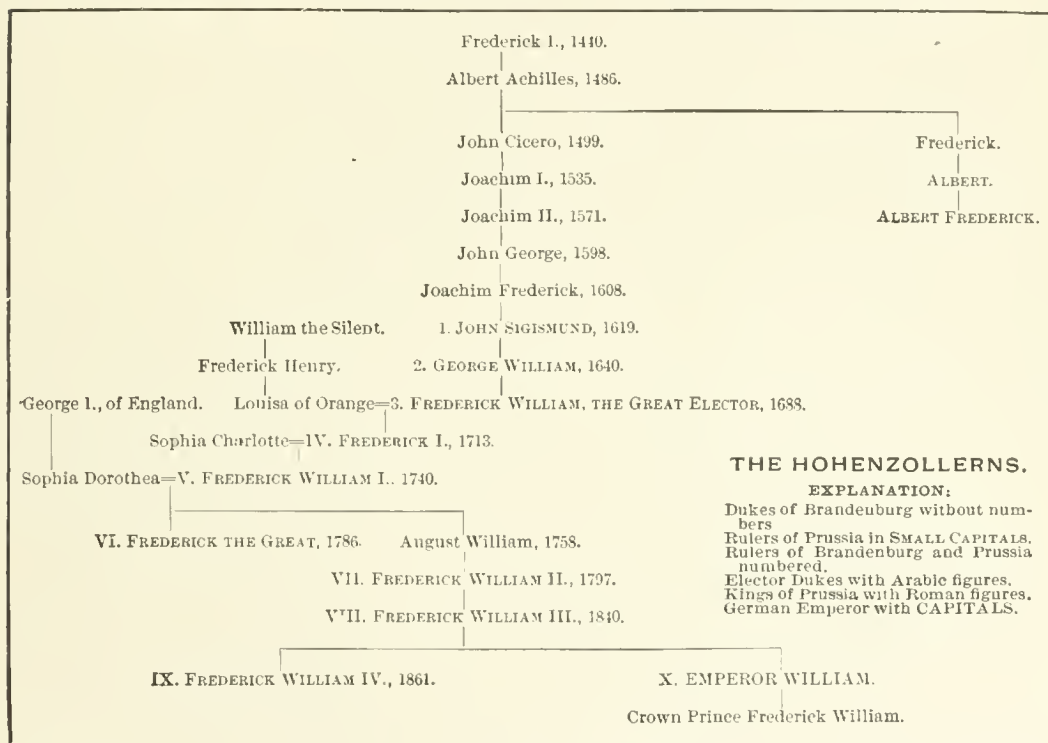 Frederick I., 1440.
Albert Achilles, 1486.
John Cicero, 1499.
Frederick.
Joachim I., 1535.
ALBERT.
Joachim II., 1571.
ALBERT FREDERICK.
John George, 1598.
Joachim Frederick, 1608.
William the Silent.
1. JOHN SIGISMUND, 1619.
Frederick Henry.
2. GEORGE WILLIAM, 1640.
George I., of England.
Louisa of Orange=3. FREDERICK WILLIAM, THE GREAT ELECTOR, 1688.
Sophia Charlotte=IV. FREDERICK I., 1713.
Sophia Dorothea=V. FREDERICK WILLIAM I.. 1740.
VI. FREDERICK THE GREAT, 1786.
August William, 1758.
VII. FREDERICK WILLIAM II., 1797.
VIII. FREDERICK WILLIAM III., 1840.
IX. FREDERICK WILLIAM IV., 1861.
X. EMPEROR WILLIAM.
Crown Prince Frederick William.
THE HOHENZOLLERNS.
EXPLANATION:
Dukes of Brandenburg without num-
bers
Rulers of Prussia in SMALL CAPITALS.
Rulers of Brandenburg and Prussia
numbered.
Elector Dukes with Arabic figures.
Kings of Prussia with Roman figures.
German Emperor with CAPITALS.